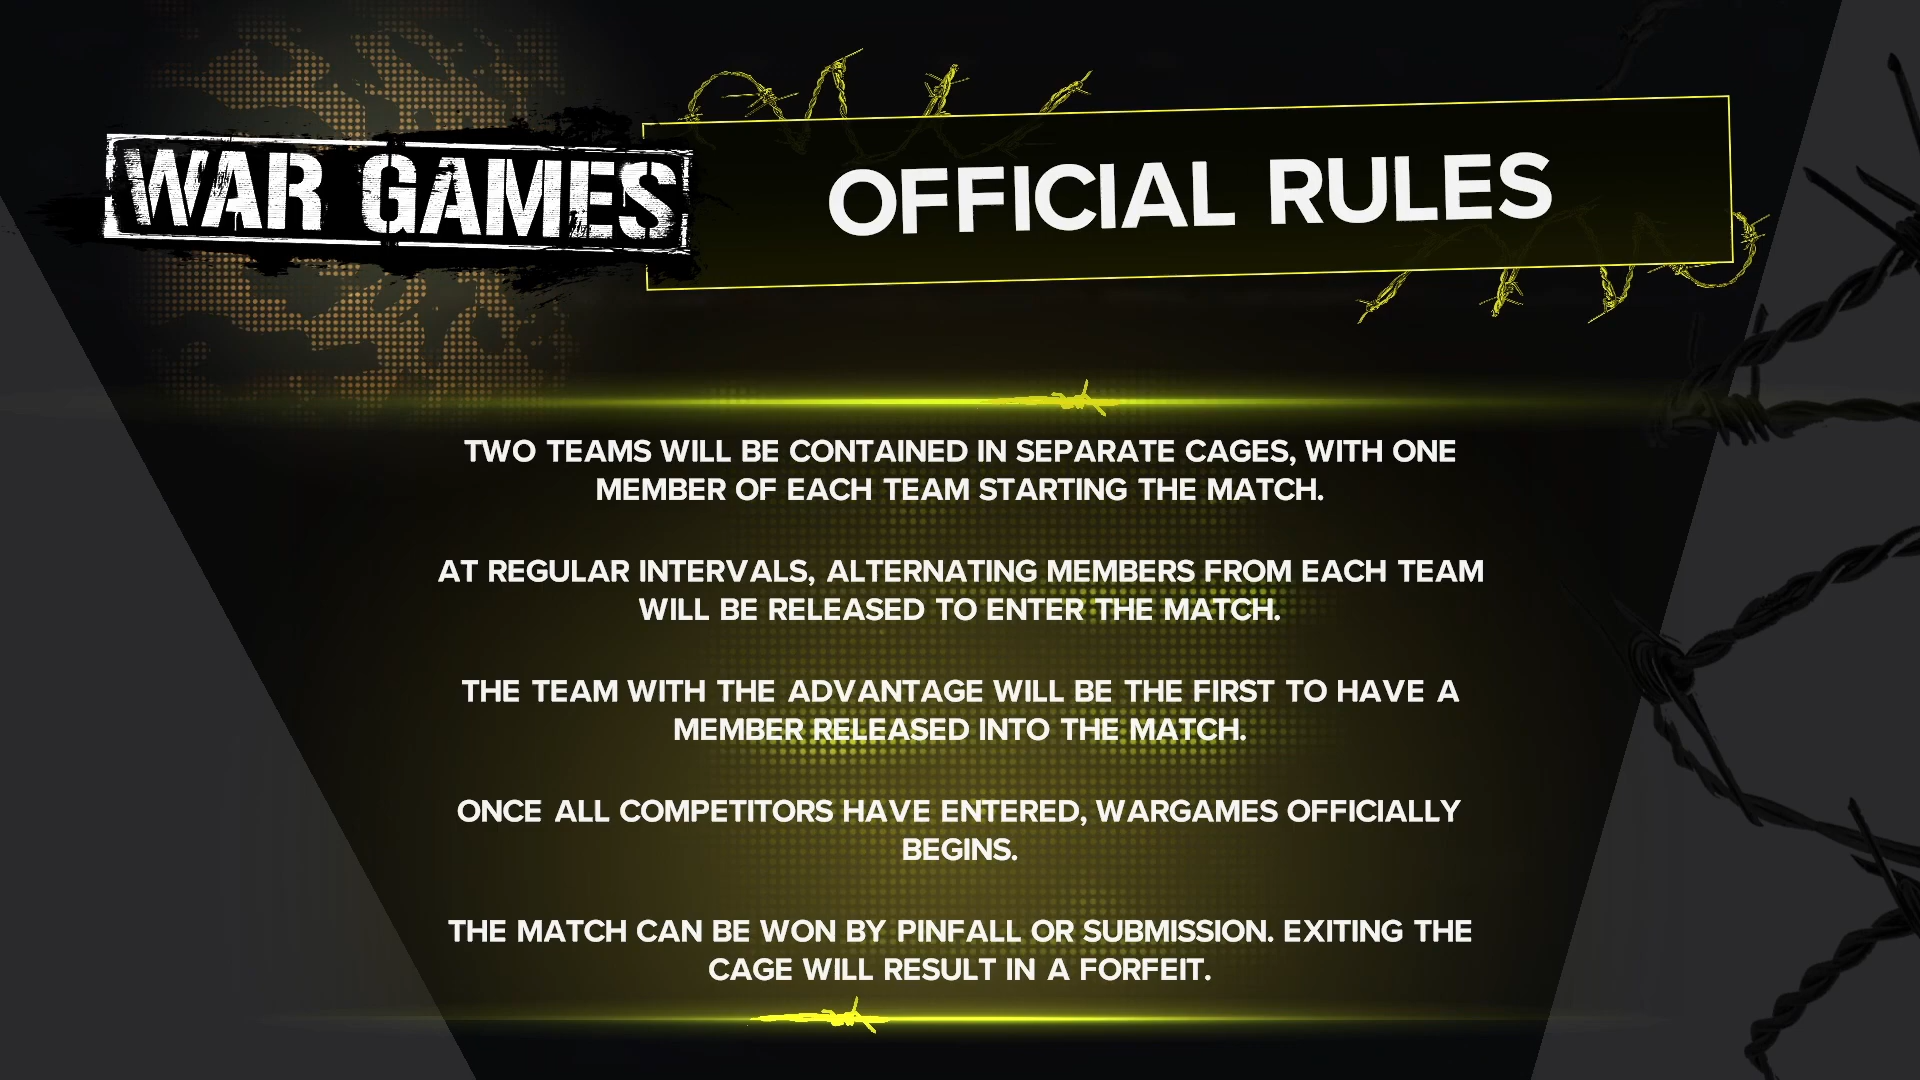 WAR GAMES
OFFICIAL RULES
TWO TEAMS WILL BE CONTAINED IN SEPARATE CAGES, WITH ONE
MEMBER OF EACH TEAM STARTING THE MATCH.
AT REGULAR INTERVALS, ALTERNATING MEMBERS FROM EACH TEAM
WILL BE RELEASED TO ENTER THE MATCH.
THE TEAM WITH THE ADVANTAGE WILL BE THE FIRST TO HAVE A
MEMBER RELEASED INTO THE MATCH.
ONCE ALL COMPETITORS HAVE ENTERED, WARGAMES OFFICIALLY
BEGINS.
THE MATCH CAN BE WON BY PINFALL OR SUBMISSION. EXITING THE
CAGE WILL RESULT IN A FORFEIT.